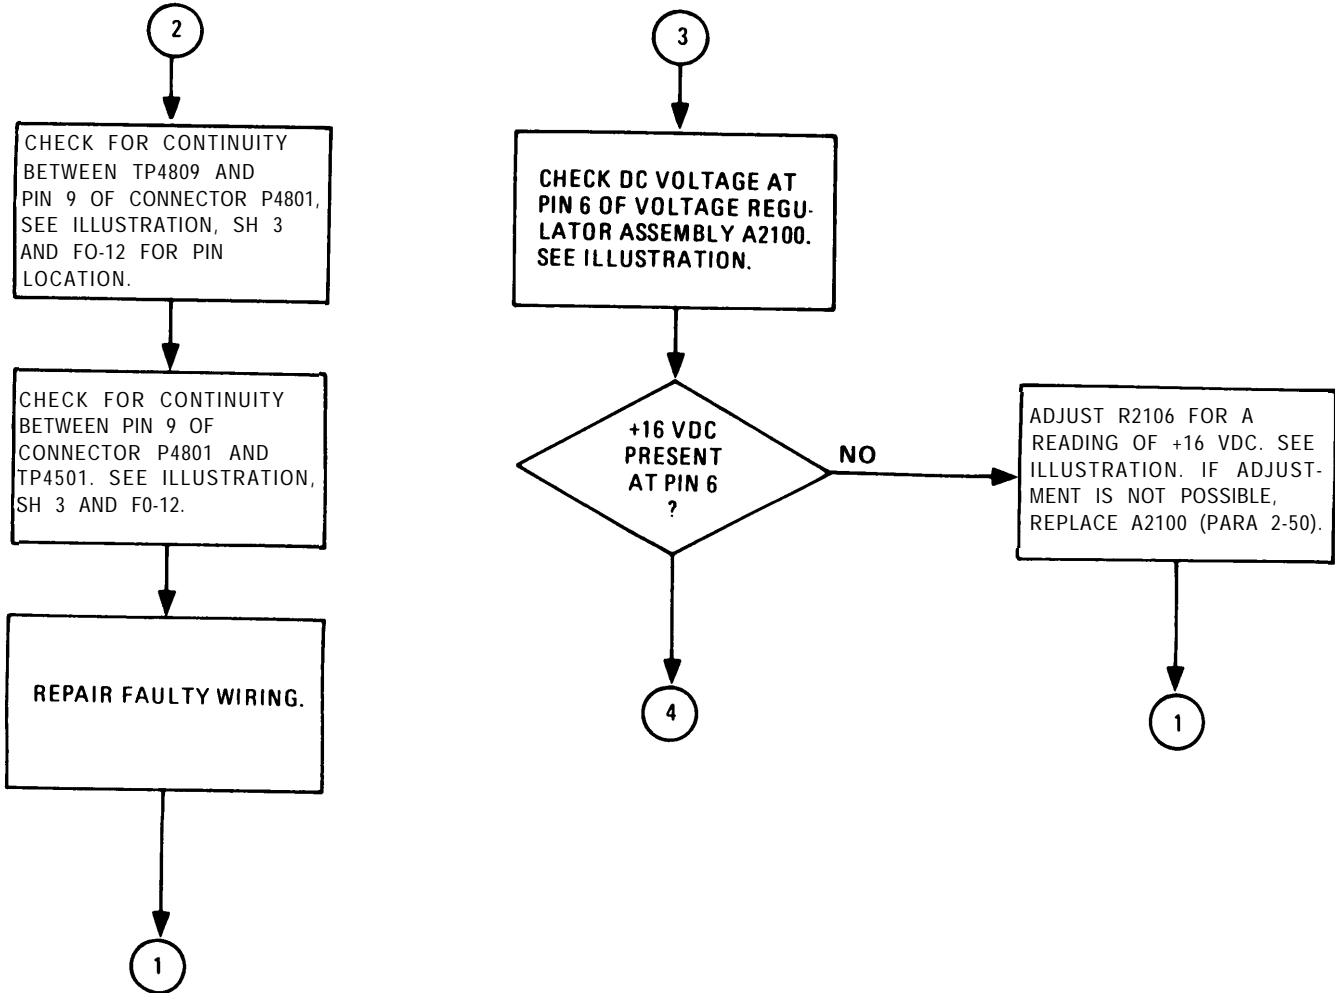 2
CHECK FOR CONTINUITY
BETWEEN TP4809 AND
PIN 9 OF CONNECTOR P4801,
SEE ILLUSTRATION, SH 3
AND FO-12 FOR PIN
LOCATION.
CHECK FOR CONTINUITY
BETWEEN PIN 9 OF
CONNECTOR P4801 AND
TP4501. SEE ILLUSTRATION,
SH 3 AND F0-12.
REPAIR FAULTY WIRING.
1
3
CHECK DC VOLTAGE AT
PIN 6 OF VOLTAGE REGU-
LATOR ASSEMBLY A2100.
SEE ILLUSTRATION.
+16 VDC
PRESENT
AT PIN 6
?
NO
ADJUST R2106 FOR A
READING OF +16 VDC. SEE
ILLUSTRATION. IF ADJUST-
MENT IS NOT POSSIBLE,
REPLACE A2100 (PARA 2-50).
4
1